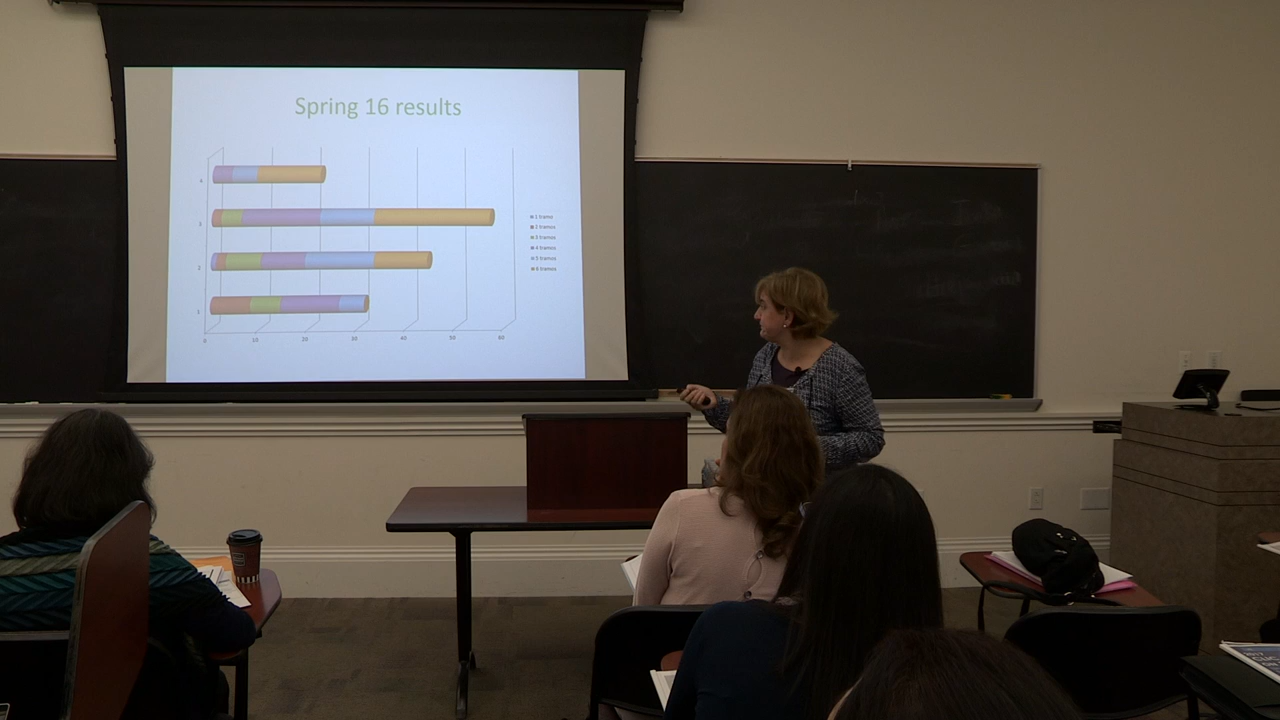 Spring 16 results
4
3
2
1
0 10 20 30 40 50 60
1 tramo
2 tramos
3 tramos
4 tramos
5 tramos
6 tramos